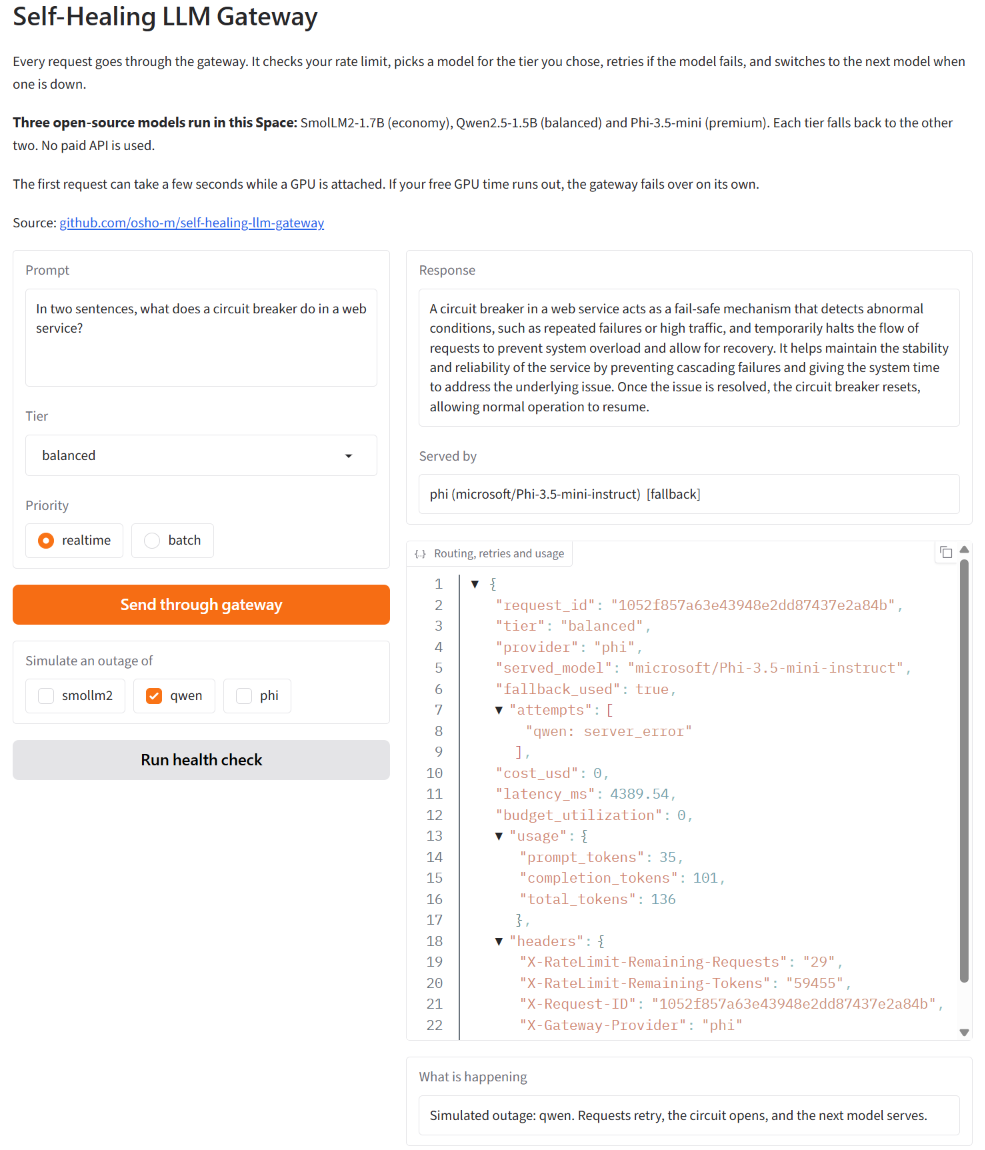 Self-Healing LLM Gateway
Every request goes through the gateway. It checks your rate limit, picks a model for the tier you chose, retries if the model fails, and switches to the next model when
one is down.
Three open-source models run in this Space: SmolLM2-1.7B (economy), Qwen2.5-1.5B (balanced) and Phi-3.5-mini (premium). Each tier falls back to the other
two. No paid API is used.
The first request can take a few seconds while a GPU is attached. If your free GPU time runs out, the gateway fails over on its own.
Source: github.com/osho-m/self-healing-llm-gateway
Prompt
In two sentences, what does a circuit breaker do in a web
service?
Tier
balanced
Priority
realtime
batch
Send through gateway
Simulate an outage of
smollm2
qwen
phi
Run health check
Response
A circuit breaker in a web service acts as a fail-safe mechanism that detects abnormal
conditions, such as repeated failures or high traffic, and temporarily halts the flow of
requests to prevent system overload and allow for recovery. It helps maintain the stability
and reliability of the service by preventing cascading failures and giving the system time
to address the underlying issue. Once the issue is resolved, the circuit breaker resets,
allowing normal operation to resume.
Served by
phi (microsoft/Phi-3.5-mini-instruct) [fallback]
{..} Routing, retries and usage
1 ▼ {
2 "request_id": "1052f857a63e43948e2dd87437e2a84b",
3 "tier": "balanced",
4 "provider": "phi",
5 "served_model": "microsoft/Phi-3.5-mini-instruct",
6 "fallback_used": true,
7 ▼ "attempts": [
8 "qwen: server_error"
9 ],
10 "cost_usd": 0,
11 "latency_ms": 4389.54,
12 "budget_utilization": 0,
13 ▼ "usage": {
14 "prompt_tokens": 35,
15 "completion_tokens": 101,
16 "total_tokens": 136
17 },
18 ▼ "headers": {
19 "X-RateLimit-Remaining-Requests": "29",
20 "X-RateLimit-Remaining-Tokens": "59455",
21 "X-Request-ID": "1052f857a63e43948e2dd87437e2a84b",
22 "X-Gateway-Provider": "phi"
What is happening
Simulated outage: qwen. Requests retry, the circuit opens, and the next model serves.